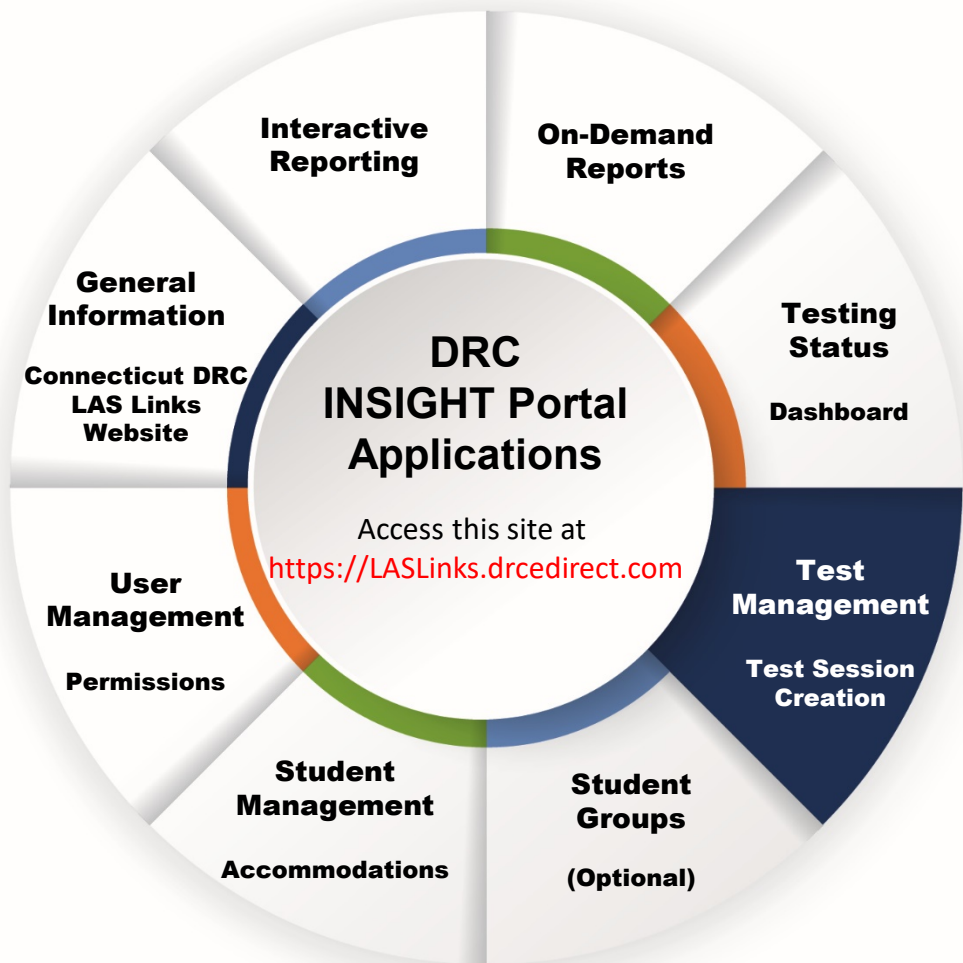 Interactive
Reporting
On-Demand
Reports
General
Information
Connecticut DRC
LAS Links
Website
Testing
Status
Dashboard
DRC
INSIGHT Portal
Applications
Access this site at
https://LASLinks.drcedirect.com
User
Management
Permissions
Test
Management
Test Session
Creation
Student
Management
Accommodations
Student
Groups
(Optional)